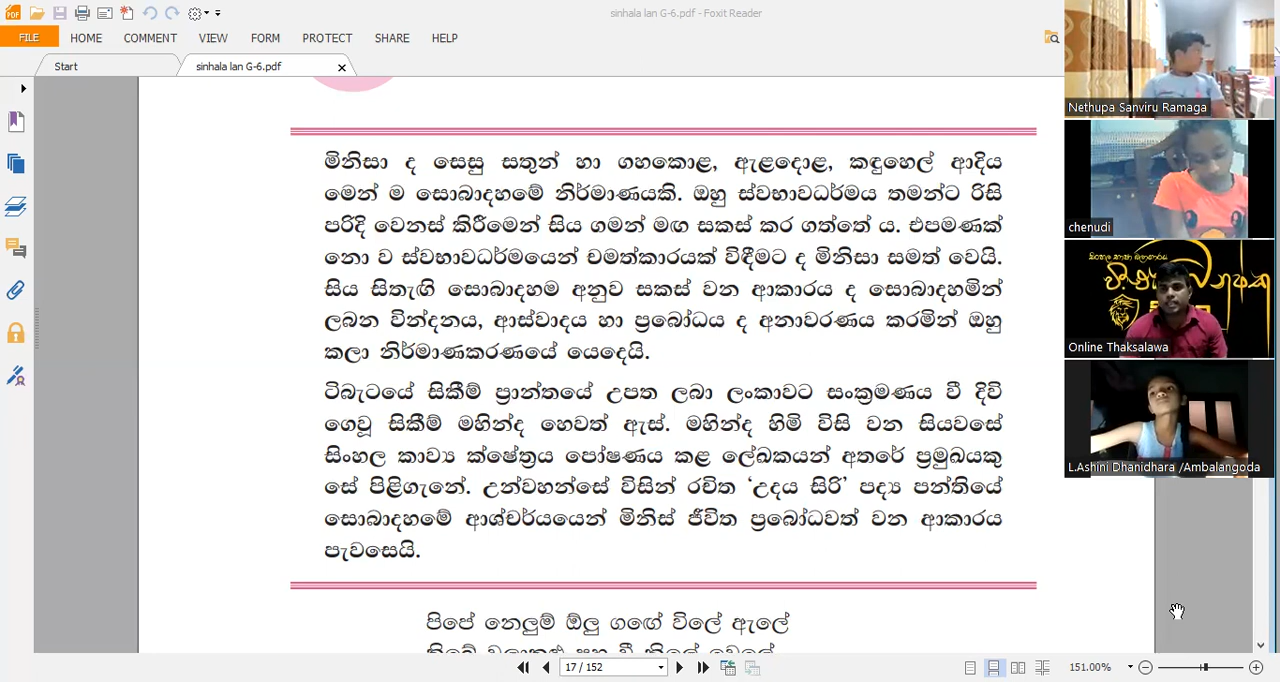 sinhala lan G-6.pdf - Foxit Reader
FILE HOME COMMENT VIEW FORM PROTECT SHARE HELP
Start sinhala lan G-6.pdf
මිනිසා ද සෙසු සතුන් හා ගහකොළ, ඇළදොළ, කඳුහෙල් ආදිය
මෙන් ම සොබාදහමේ නිර්මාණයකි. ඔහු ස්වභාවධර්මය තමන්ට රිසි
පරිදි වෙනස් කිරීමෙන් සිය ගමන් මඟ සකස් කර ගත්තේ ය. එපමණක්
නො ව ස්වභාවධර්මයෙන් චමත්කාරයක් විඳීමට ද මිනිසා සමත් වෙයි.
සිය සිතැඟි සොබාදහම අනුව සකස් වන ආකාරය ද සොබාදහමින්
ලබන වින්දනය, ආස්වාදය හා ප්‍රබෝධය ද අනාවරණය කරමින් ඔහු
කලා නිර්මාණකරණයේ යෙදෙයි.
ටිබැටයේ සිකීම් ප්‍රාන්තයේ උපත ලබා ලංකාවට සංක්‍රමණය වී දිවි
ගෙවූ සිකීම් මහින්ද හෙවත් ඇස්. මහින්ද හිමි විසි වන සියවසේ
සිංහල කාව්‍ය ක්ෂේත්‍රය පෝෂණය කළ ලේඛකයන් අතරේ ප්‍රමුඛයකු
සේ පිළිගැනේ. උන්වහන්සේ විසින් රචිත ‘උදය සිරි’ පද්‍ය පන්තියේ
සොබාදහමේ ආශ්චර්යයෙන් මිනිස් ජීවිත ප්‍රබෝධවත් වන ආකාරය
පැවසෙයි.
පිපේ නෙලුම් ඕලු ගඟේ විලේ ඇලේ
Nethupa Sanviru Ramaga
chenudi
Online Thaksalawa
L.Ashini Dhanidhara /Ambalangoda
17 / 152
151.00%